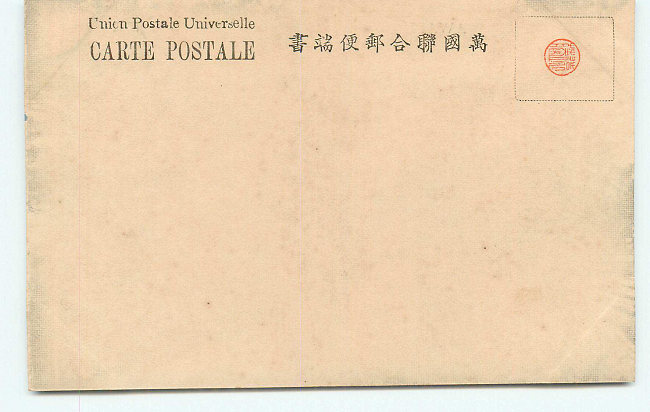 Union Postale Universelle
CARTE POSTALE
萬國聯合郵便端書